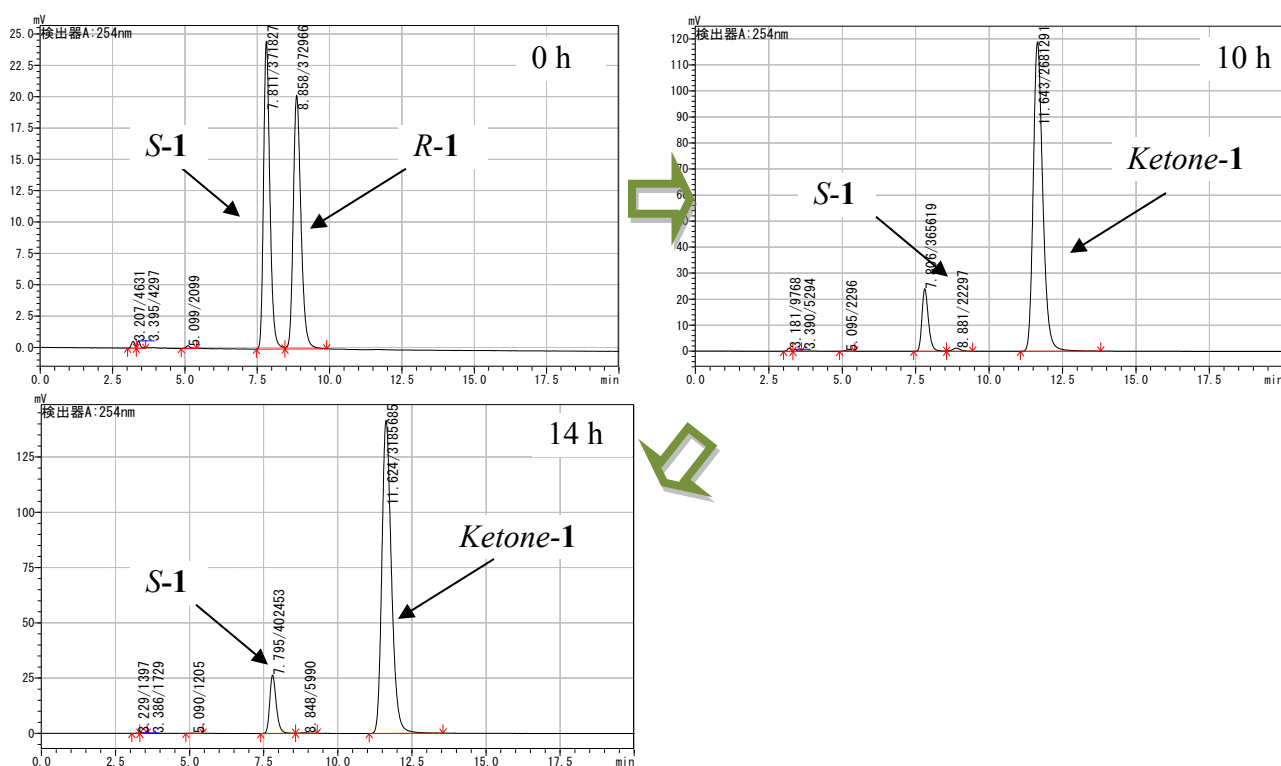 mV
検出器A:254nm
0 h
25.0
22.5
20.0
17.5
15.0
12.5
10.0
7.5
5.0
2.5
0.0
3.207/4631
3.395/4297
5.099/2099
7.811/371827
8.858/372966
S-1
R-1
0.0 2.5 5.0 7.5 10.0 12.5 15.0 17.5 min
mV
検出器A:254nm
10 h
120
110
100
90
80
70
60
50
40
30
20
10
0
3.181/9768
3.390/5294
5.095/2296
7.806/365619
8.881/22297
11.643/2681291
S-1
Ketone-1
0.0 2.5 5.0 7.5 10.0 12.5 15.0 17.5 min
mV
検出器A:254nm
14 h
125
100
75
50
25
0
3.229/1397
3.386/1729
5.090/1205
7.795/402453
8.848/5990
11.624/3185685
S-1
Ketone-1
0.0 2.5 5.0 7.5 10.0 12.5 15.0 17.5 min